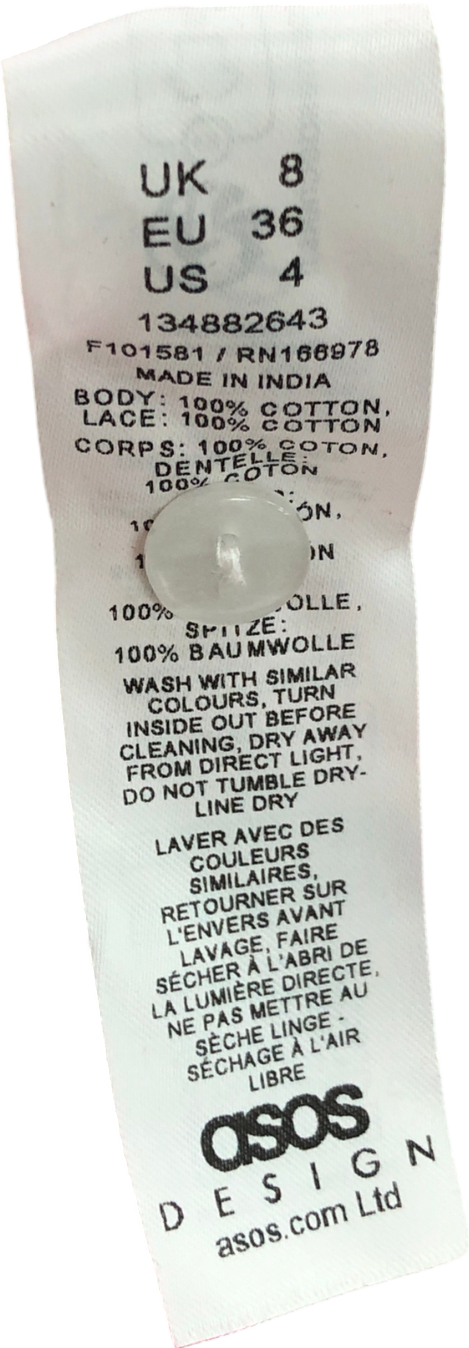 UK 8
EU 36
US 4
134882643
F101581 / RN166978
MADE IN INDIA
BODY: 100% COTTON,
LACE: 100% COTTON
CORPS: 100% COTON,
DENTELLE:
100% COTON
100%
SPITZE:
100% BAUMWOLLE
WASH WITH SIMILAR
COLOURS, TURN
INSIDE OUT BEFORE
CLEANING, DRY AWAY
FROM DIRECT LIGHT,
DO NOT TUMBLE DRY-
LINE DRY
LAVER AVEC DES
COULEURS
SIMILAIRES,
RETOURNER SUR
L'ENVERS AVANT
LAVAGE, FAIRE
SÉCHER À L'ABRI DE
LA LUMIÈRE DIRECTE,
NE PAS METTRE AU
SÈCHE LINGE -
SÉCHAGE À L'AIR
LIBRE
asos
DESIGN
asos.com Ltd